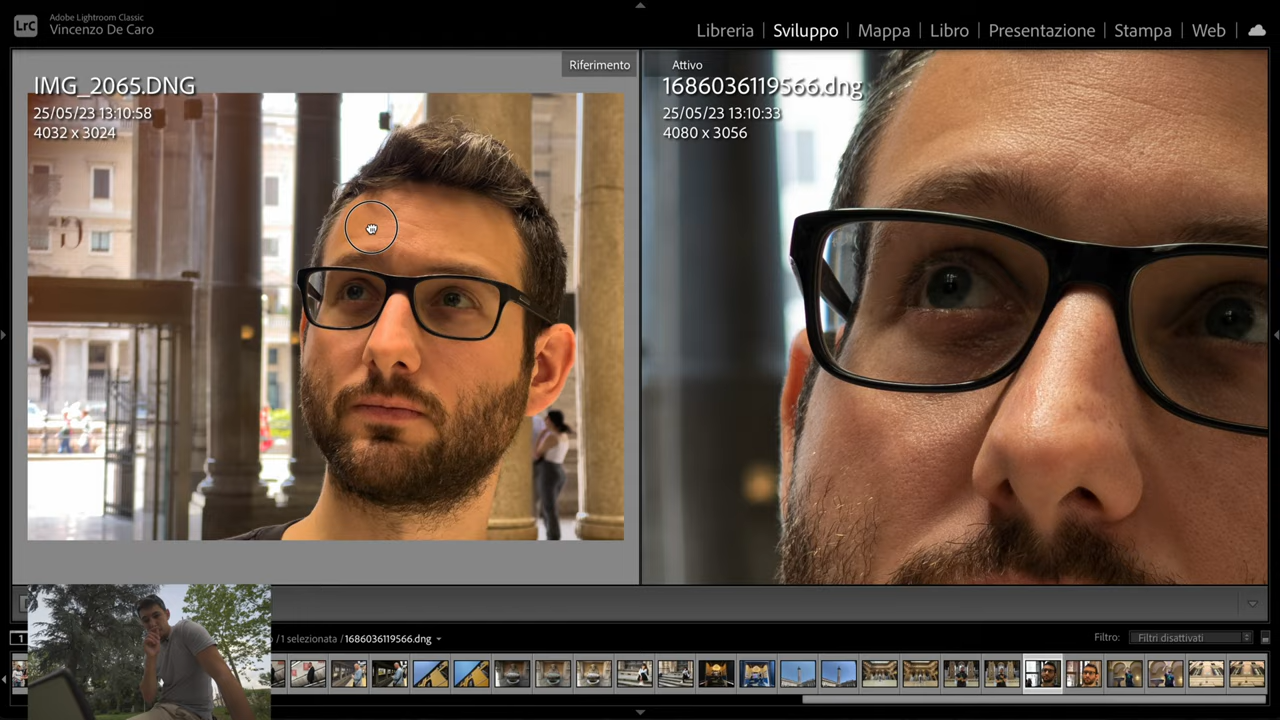 LrC
Adobe Lightroom Classic
Vincenzo De Caro
Libreria | Sviluppo | Mappa | Libro | Presentazione | Stampa | Web |
Riferimento
IMG_2065.DNG
25/05/23 13:10:58
4032 x 3024
Attivo
1686036119566.dng
25/05/23 13:10:33
4080 x 3056
1
/1 selezionata /1686036119566.dng
Filtro:
Filtri disattivati